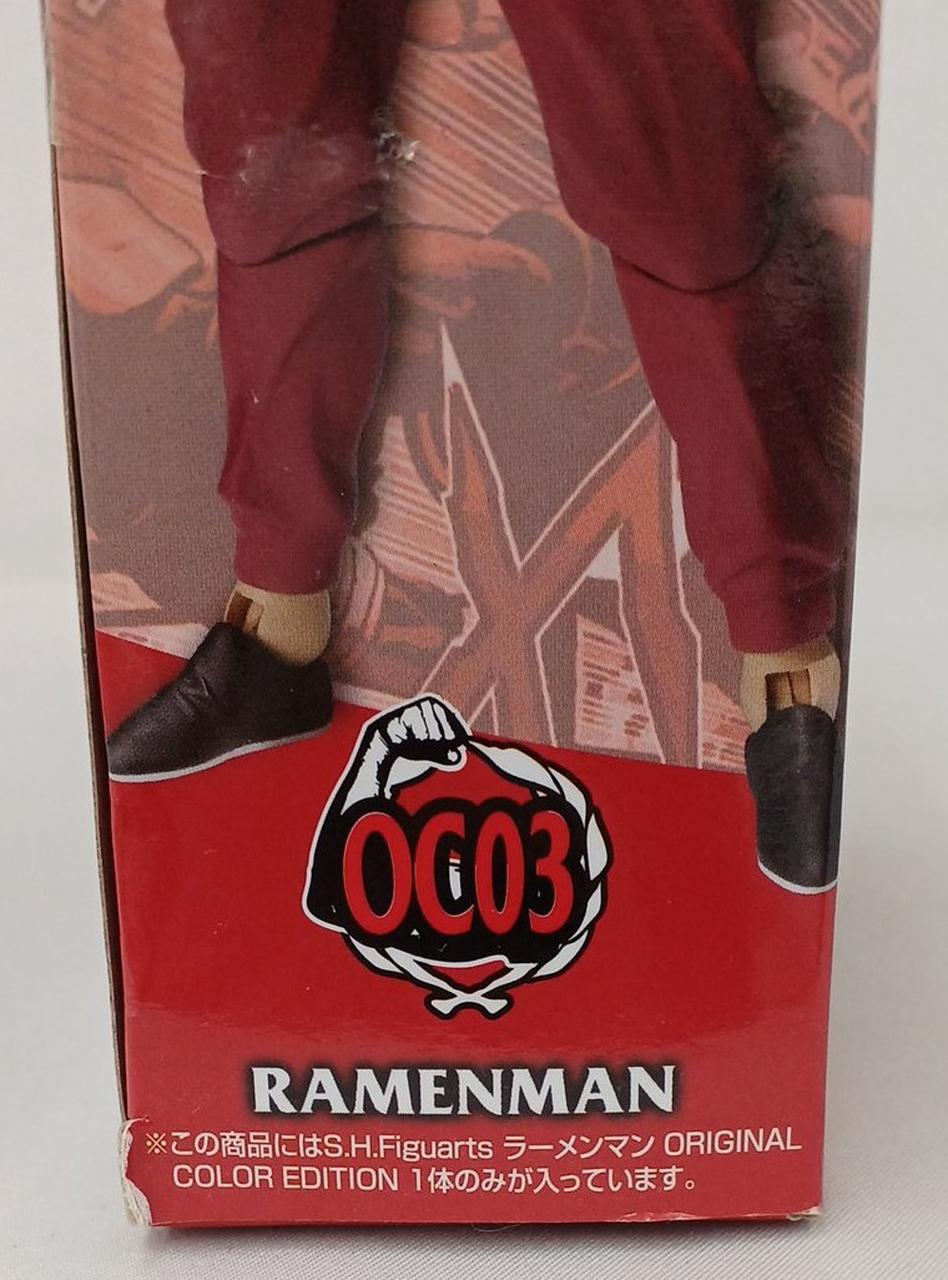 OC03
RAMENMAN
※この商品にはS.H.Figuarts ラーメンマン ORIGINAL
COLOR EDITION 1体のみが入っています。